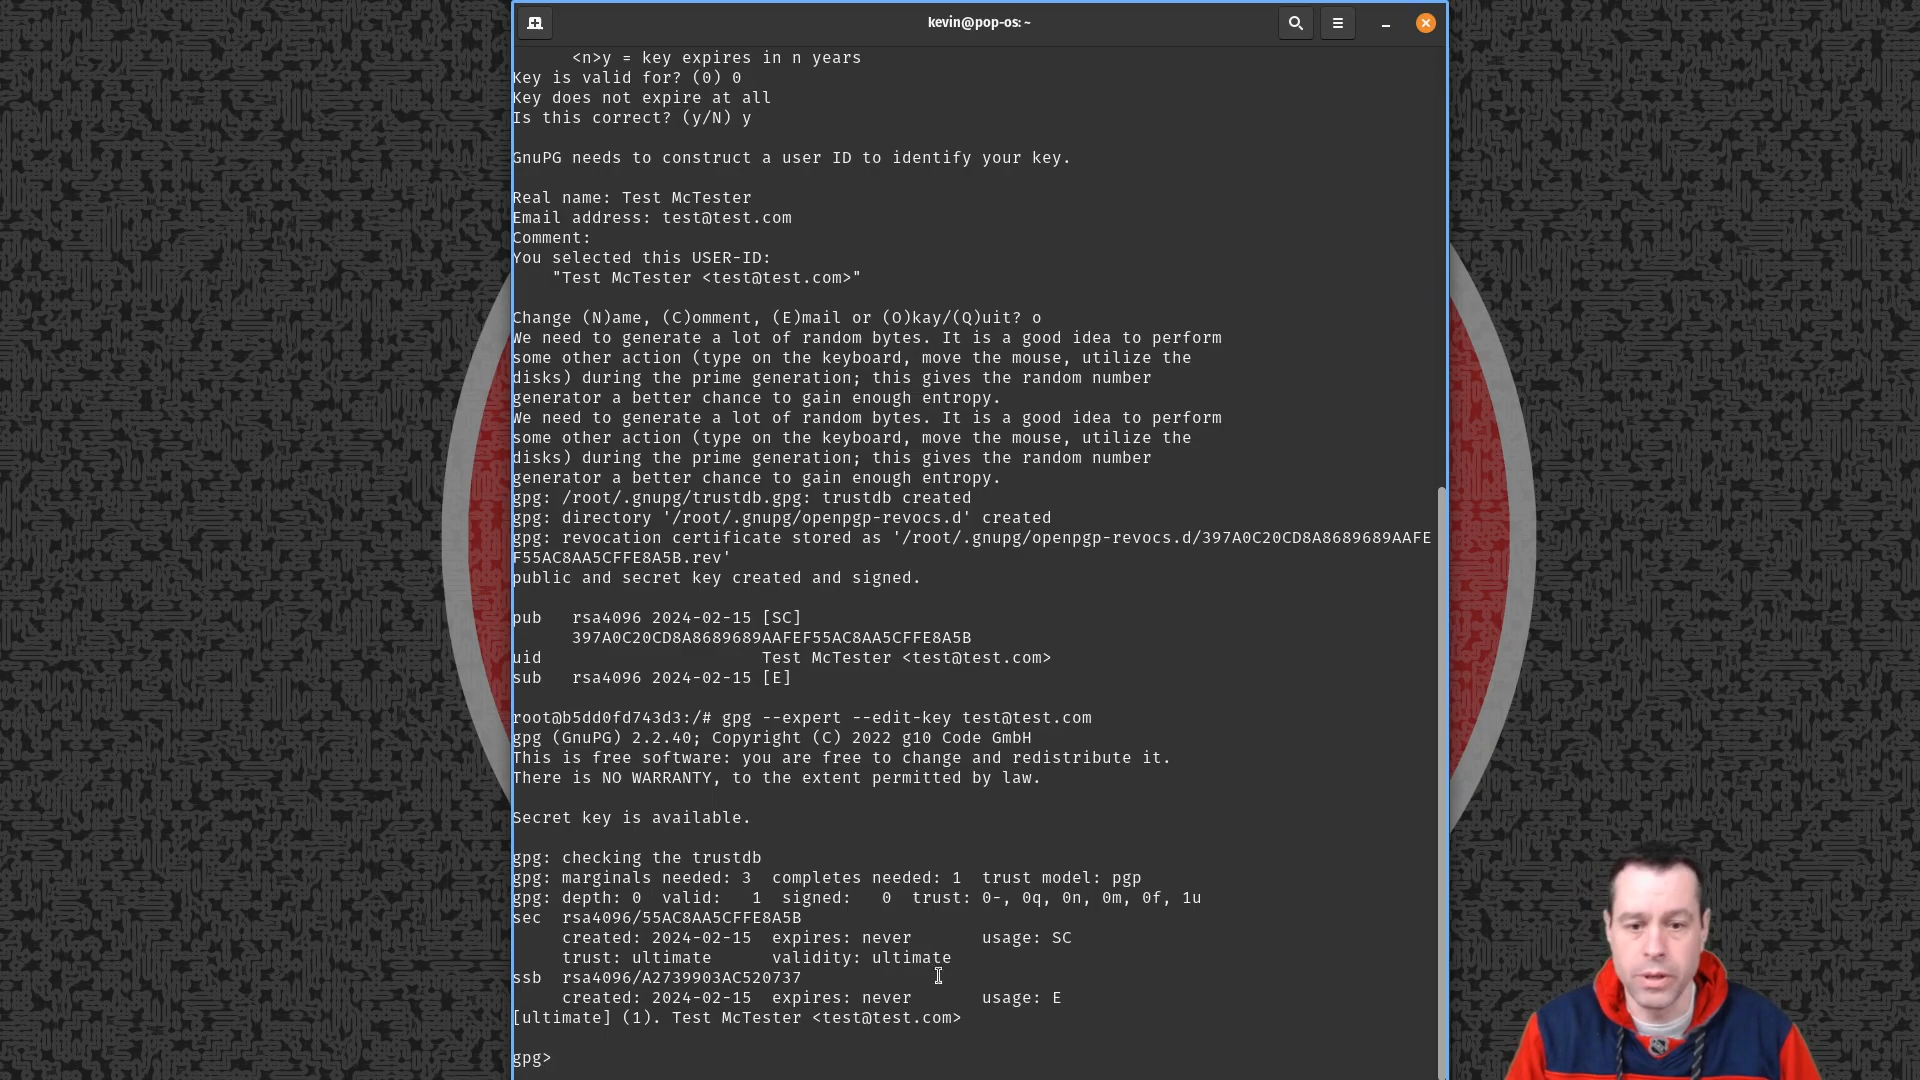 kevin@pop-os: ~
<n>y = key expires in n years
Key is valid for? (0) 0
Key does not expire at all
Is this correct? (y/N) y
GnuPG needs to construct a user ID to identify your key.
Real name: Test McTester
Email address: test@test.com
Comment:
You selected this USER-ID:
"Test McTester <test@test.com>"
Change (N)ame, (C)omment, (E)mail or (O)kay/(Q)uit? o
We need to generate a lot of random bytes. It is a good idea to perform
some other action (type on the keyboard, move the mouse, utilize the
disks) during the prime generation; this gives the random number
generator a better chance to gain enough entropy.
We need to generate a lot of random bytes. It is a good idea to perform
some other action (type on the keyboard, move the mouse, utilize the
disks) during the prime generation; this gives the random number
generator a better chance to gain enough entropy.
gpg: /root/.gnupg/trustdb.gpg: trustdb created
gpg: directory '/root/.gnupg/openpgp-revocs.d' created
gpg: revocation certificate stored as '/root/.gnupg/openpgp-revocs.d/397A0C20CD8A8689689AAFE
F55AC8AA5CFFE8A5B.rev'
public and secret key created and signed.
pub   rsa4096 2024-02-15 [SC]
397A0C20CD8A8689689AAFEF55AC8AA5CFFE8A5B
uid                      Test McTester <test@test.com>
sub   rsa4096 2024-02-15 [E]
root@b5dd0fd743d3:/# gpg --expert --edit-key test@test.com
gpg (GnuPG) 2.2.40; Copyright (C) 2022 g10 Code GmbH
This is free software: you are free to change and redistribute it.
There is NO WARRANTY, to the extent permitted by law.
Secret key is available.
gpg: checking the trustdb
gpg: marginals needed: 3  completes needed: 1  trust model: pgp
gpg: depth: 0  valid:   1  signed:   0  trust: 0-, 0q, 0n, 0m, 0f, 1u
sec  rsa4096/55AC8AA5CFFE8A5B
created: 2024-02-15  expires: never       usage: SC
trust: ultimate      validity: ultimate
ssb  rsa4096/A2739903AC520737
created: 2024-02-15  expires: never       usage: E
[ultimate] (1). Test McTester <test@test.com>
gpg>